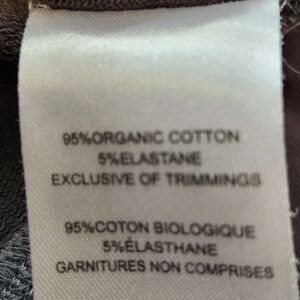 95%ORGANIC COTTON
5%ELASTANE
EXCLUSIVE OF TRIMMINGS
95%COTON BIOLOGIQUE
5%ÉLASTHANE
GARNITURES NON COMPRISES